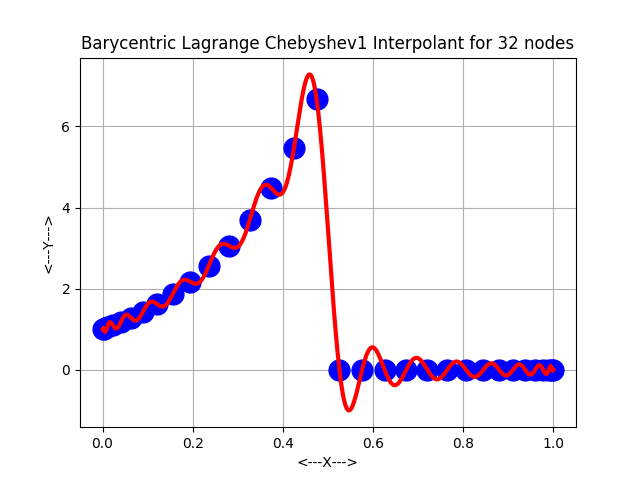 Barycentric Lagrange Chebyshev1 Interpolant for 32 nodes
6
4
2
0
<---Y--->
0.0 0.2 0.4 0.6 0.8 1.0
<---X--->